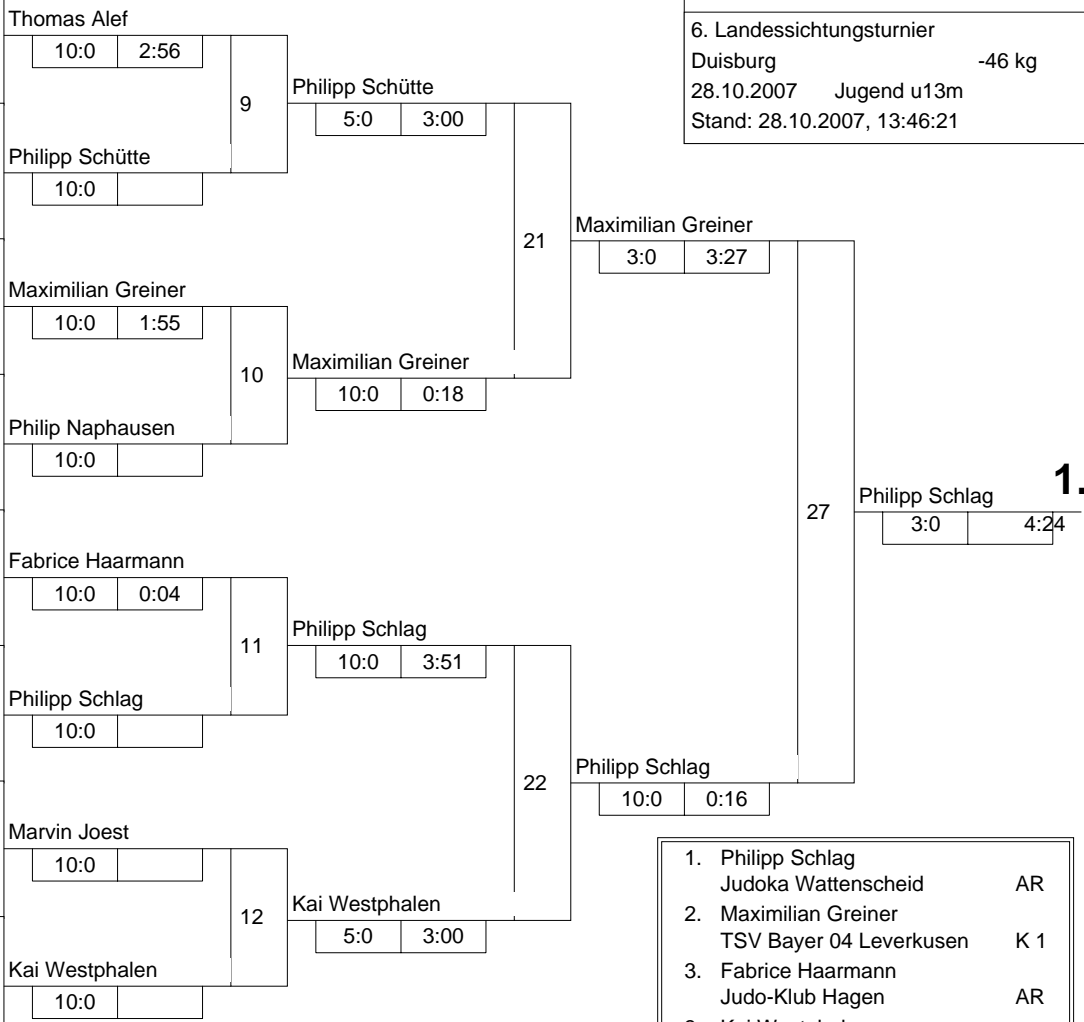 Thomas Alef
10:0 2:56
9
Philipp Schütte
5:0 3:00
Philipp Schütte
10:0
6. Landessichtungsturnier
Duisburg -46 kg
28.10.2007 Jugend u13m
Stand: 28.10.2007, 13:46:21
21
Maximilian Greiner
3:0 3:27
Maximilian Greiner
10:0 1:55
10
Maximilian Greiner
10:0 0:18
Philip Naphausen
10:0
27
Philipp Schlag 1.
3:0 4:24
Fabrice Haarmann
10:0 0:04
11
Philipp Schlag
10:0 3:51
Philipp Schlag
10:0
22
Philipp Schlag
10:0 0:16
Marvin Joest
10:0
12
Kai Westphalen
5:0 3:00
Kai Westphalen
10:0
1. Philipp Schlag
Judoka Wattenscheid AR
2. Maximilian Greiner
TSV Bayer 04 Leverkusen K 1
3. Fabrice Haarmann
Judo-Klub Hagen AR